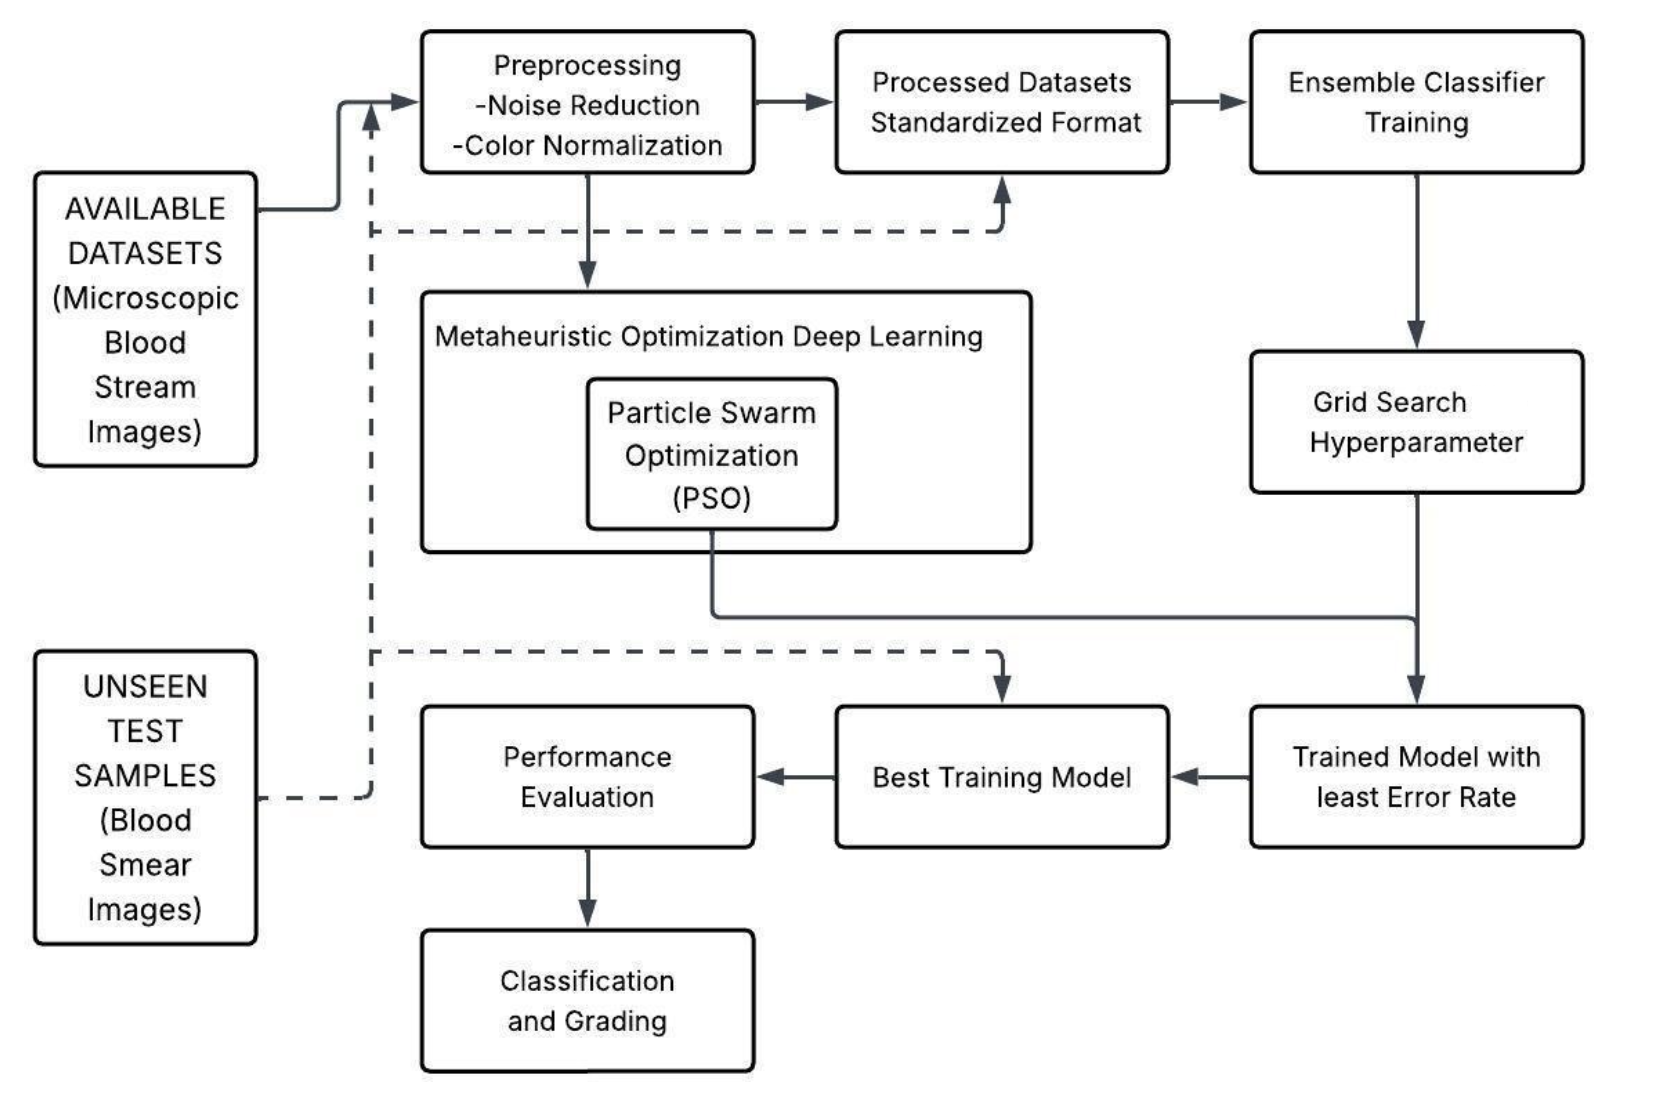 Preprocessing
-Noise Reduction
-Color Normalization
Processed Datasets
Standardized Format
Ensemble Classifier
Training
AVAILABLE
DATASETS
(Microscopic
Blood
Stream
Images)
Metaheuristic Optimization Deep Learning
Particle Swarm
Optimization
(PSO)
Grid Search
Hyperparameter
UNSEEN
TEST
SAMPLES
(Blood
Smear
Images)
Performance
Evaluation
Best Training Model
Trained Model with
least Error Rate
Classification
and Grading